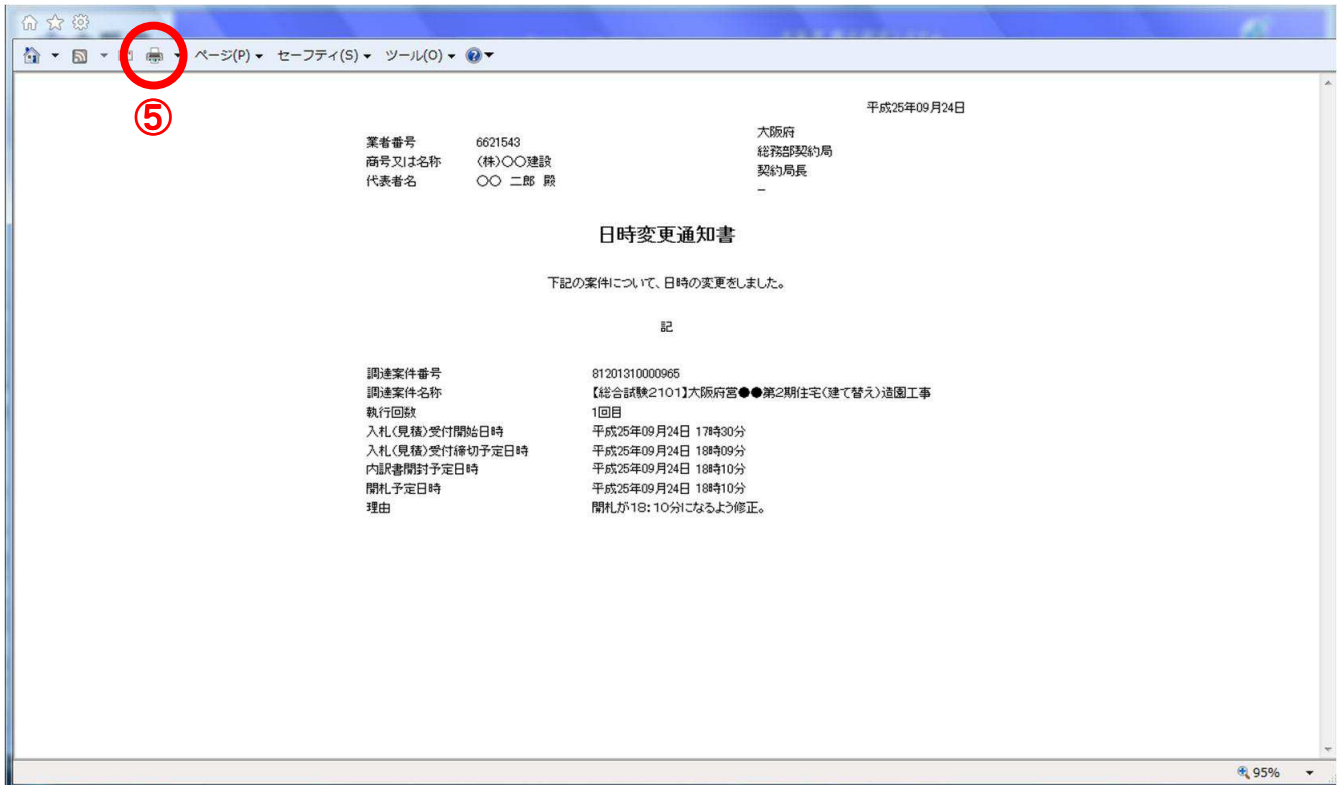 ページ(P) セーフティ(S) ツール(O)
⑤
平成25年09月24日
大阪府
総務部契約局
契約局長
－
業者番号 6621543
商号又は名称 (株)〇〇建設
代表者名 〇〇 二郎 殿
日時変更通知書
下記の案件について、日時の変更をしました。
記
調達案件番号 81201310000965
調達案件名称 【総合試験2101】大阪府営●●第2期住宅(建て替え)造園工事
執行回数 1回目
入札(見積)受付開始日時 平成25年09月24日 17時30分
入札(見積)受付締切予定日時 平成25年09月24日 18時09分
内訳書開封予定日時 平成25年09月24日 18時10分
開札予定日時 平成25年09月24日 18時10分
理由 開札が18:10分になるよう修正。
95%